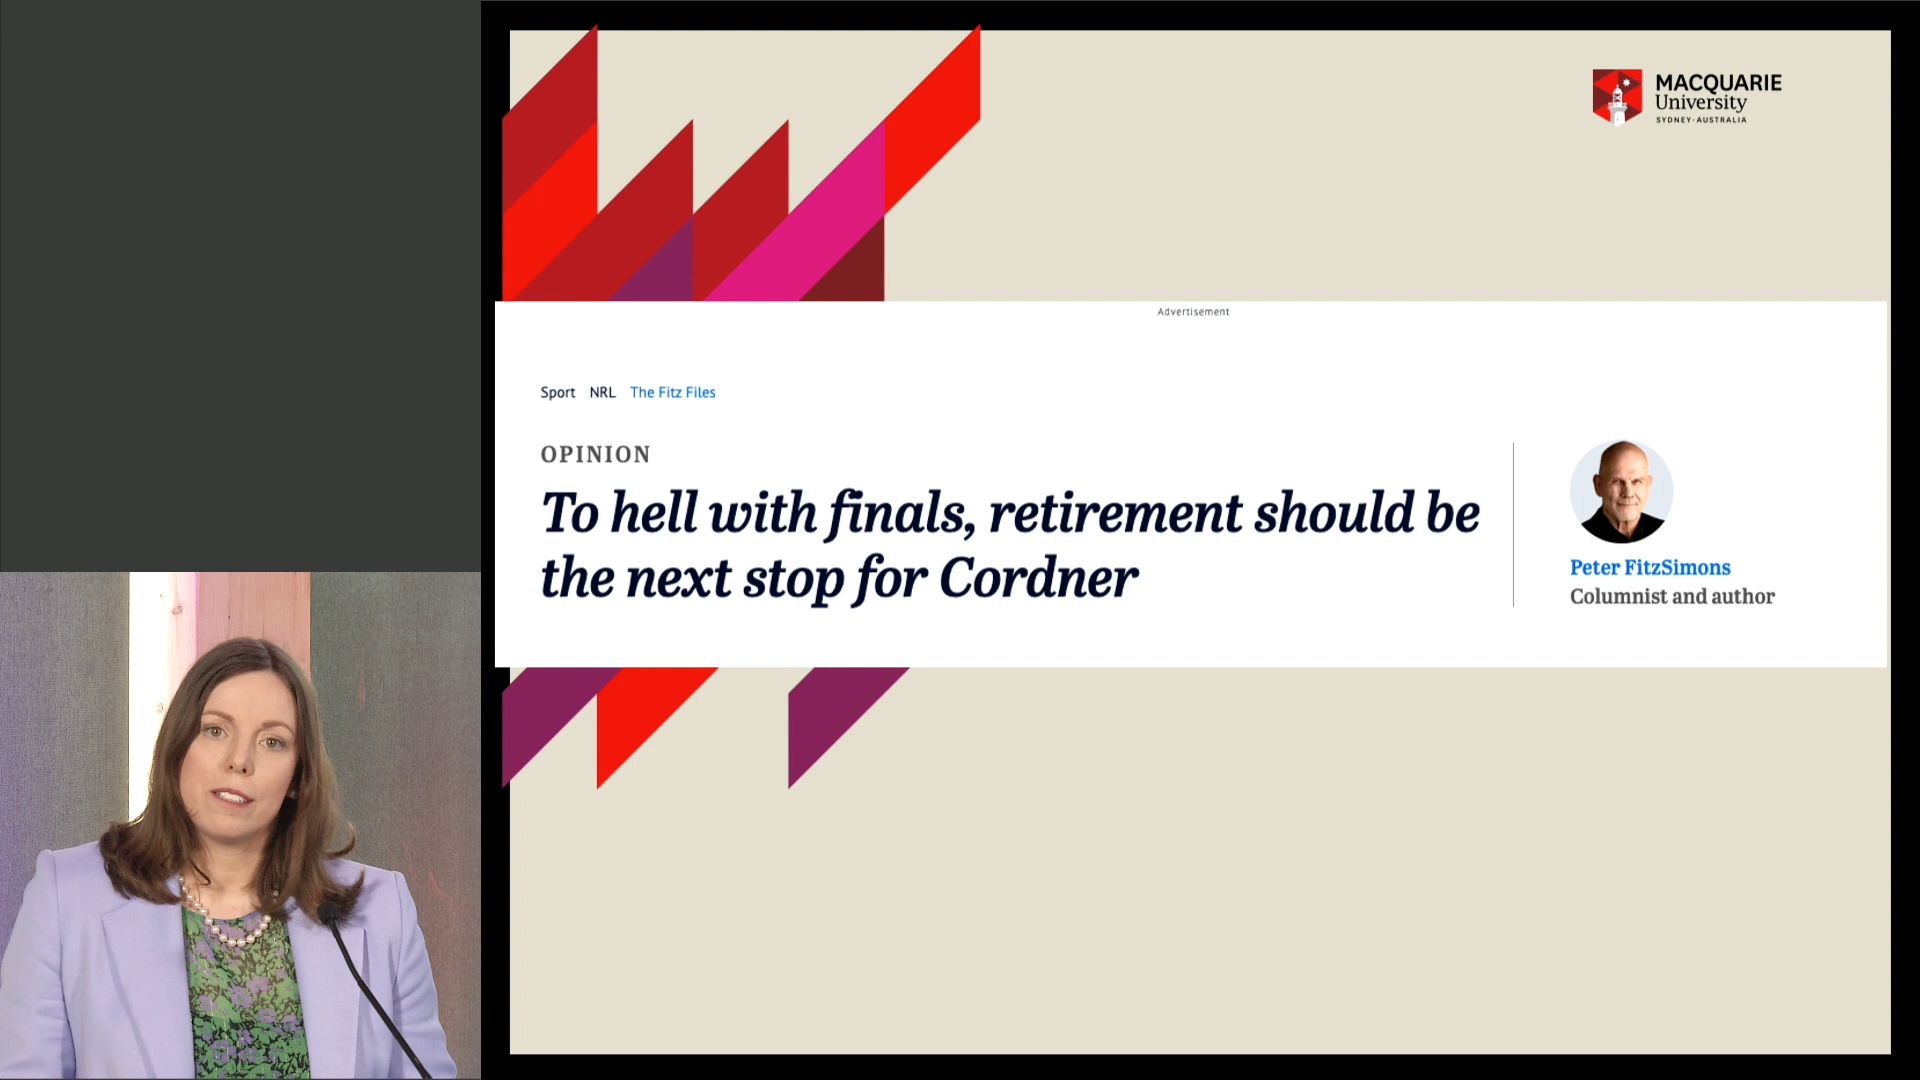 MACQUARIE
University
SYDNEY·AUSTRALIA
Advertisement
Sport NRL The Fitz Files
OPINION
To hell with finals, retirement should be
the next stop for Cordner
Peter FitzSimons
Columnist and author